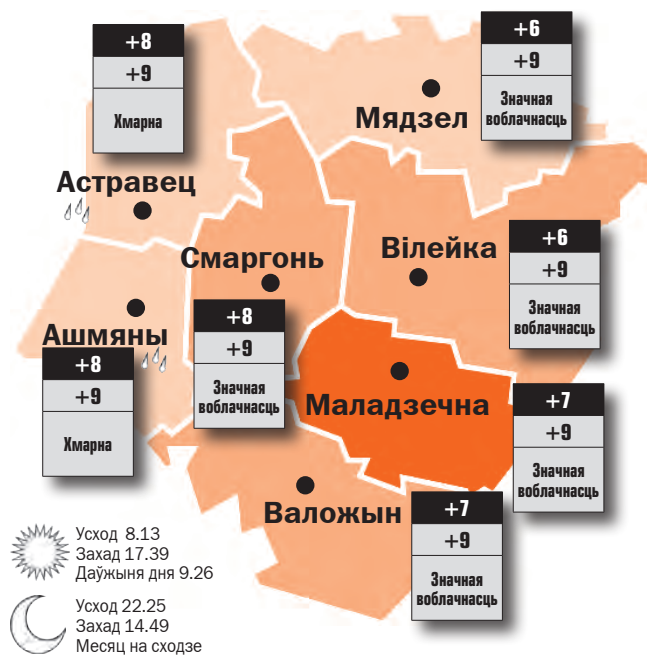 +8
+9
Хмарна
Астравец
+6
+9
Значная
воблачнасць
Мядзел
Смаргонь
+8
+9
Значная
воблачнасць
Вілейка
+6
+9
Значная
воблачнасць
Ашмяны
+8
+9
Хмарна
Маладзечна
+7
+9
Значная
воблачнасць
Валожын
+7
+9
Значная
воблачнасць
Усход 8.13
Захад 17.39
Даўжыня дня 9.26
Усход 22.25
Захад 14.49
Месяц на сходзе